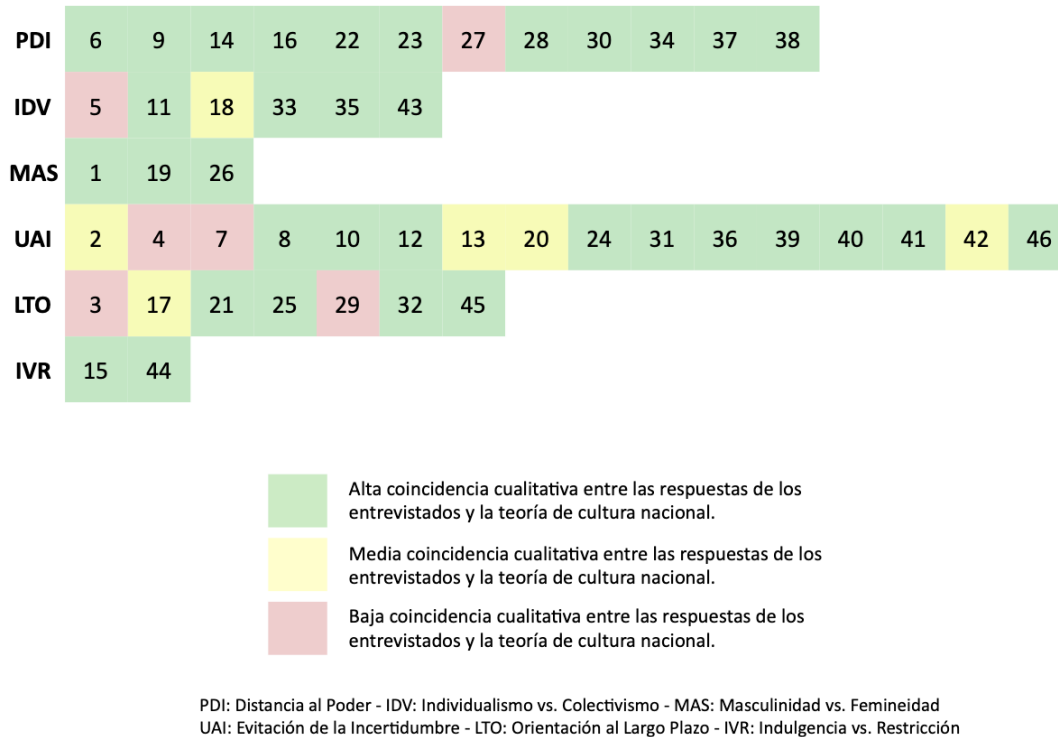 PDI 6 9 14 16 22 23 27 28 30 34 37 38
IDV 5 11 18 33 35 43
MAS 1 19 26
UAI 2 4 7 8 10 12 13 20 24 31 36 39 40 41 42 46
LTO 3 17 21 25 29 32 45
IVR 15 44
Alta coincidencia cualitativa entre las respuestas de los
entrevistados y la teoría de cultura nacional.
Media coincidencia cualitativa entre las respuestas de los
entrevistados y la teoría de cultura nacional.
Baja coincidencia cualitativa entre las respuestas de los
entrevistados y la teoría de cultura nacional.
PDI: Distancia al Poder - IDV: Individualismo vs. Colectivismo - MAS: Masculinidad vs. Femineidad
UAI: Evitación de la Incertidumbre - LTO: Orientación al Largo Plazo - IVR: Indulgencia vs. Restricción